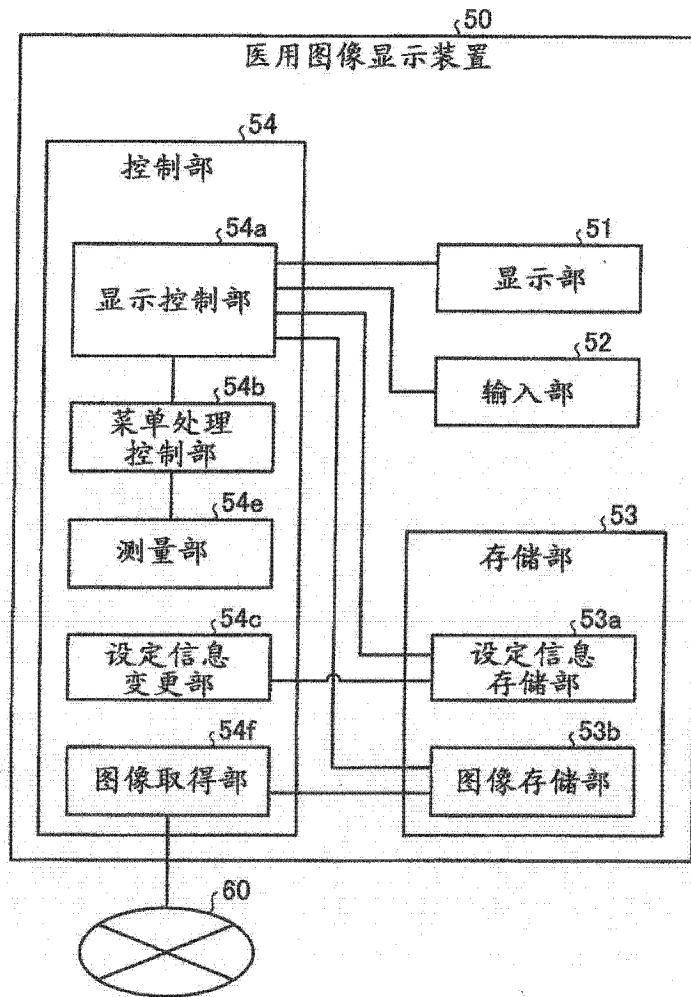 50
医用图像显示装置
54
控制部
54a
显示控制部
51
显示部
52
输入部
54b
菜单处理
控制部
54e
测量部
53
存储部
54c
设定信息
变更部
53a
设定信息
存储部
54f
图像取得部
53b
图像存储部
60